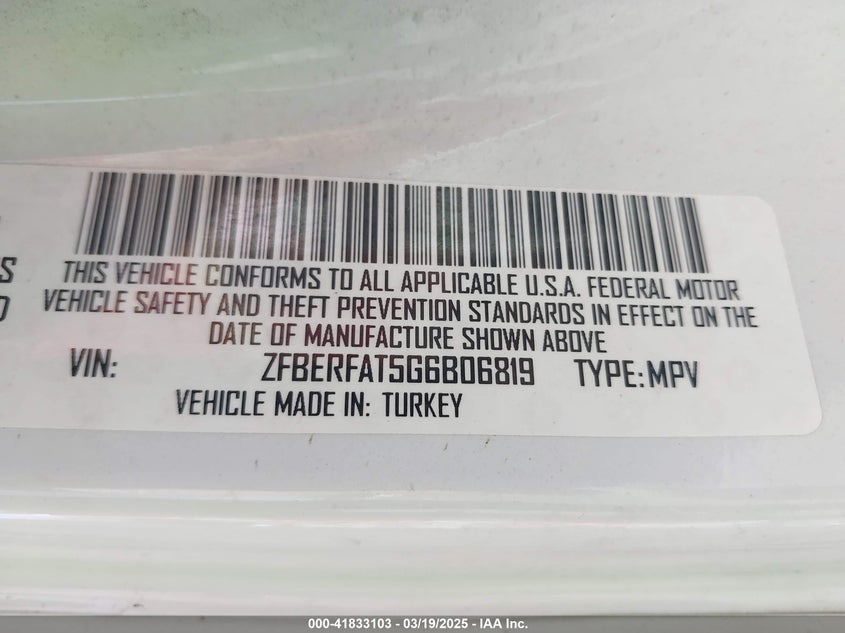 S
THIS VEHICLE CONFORMS TO ALL APPLICABLE U.S.A. FEDERAL MOTOR
VEHICLE SAFETY AND THEFT PREVENTION STANDARDS IN EFFECT ON THE
DATE OF MANUFACTURE SHOWN ABOVE
VIN: ZFBERFAT5G6B06819 TYPE: MPV
VEHICLE MADE IN: TURKEY
000-41833103 - 03/19/2025 - IAA Inc.